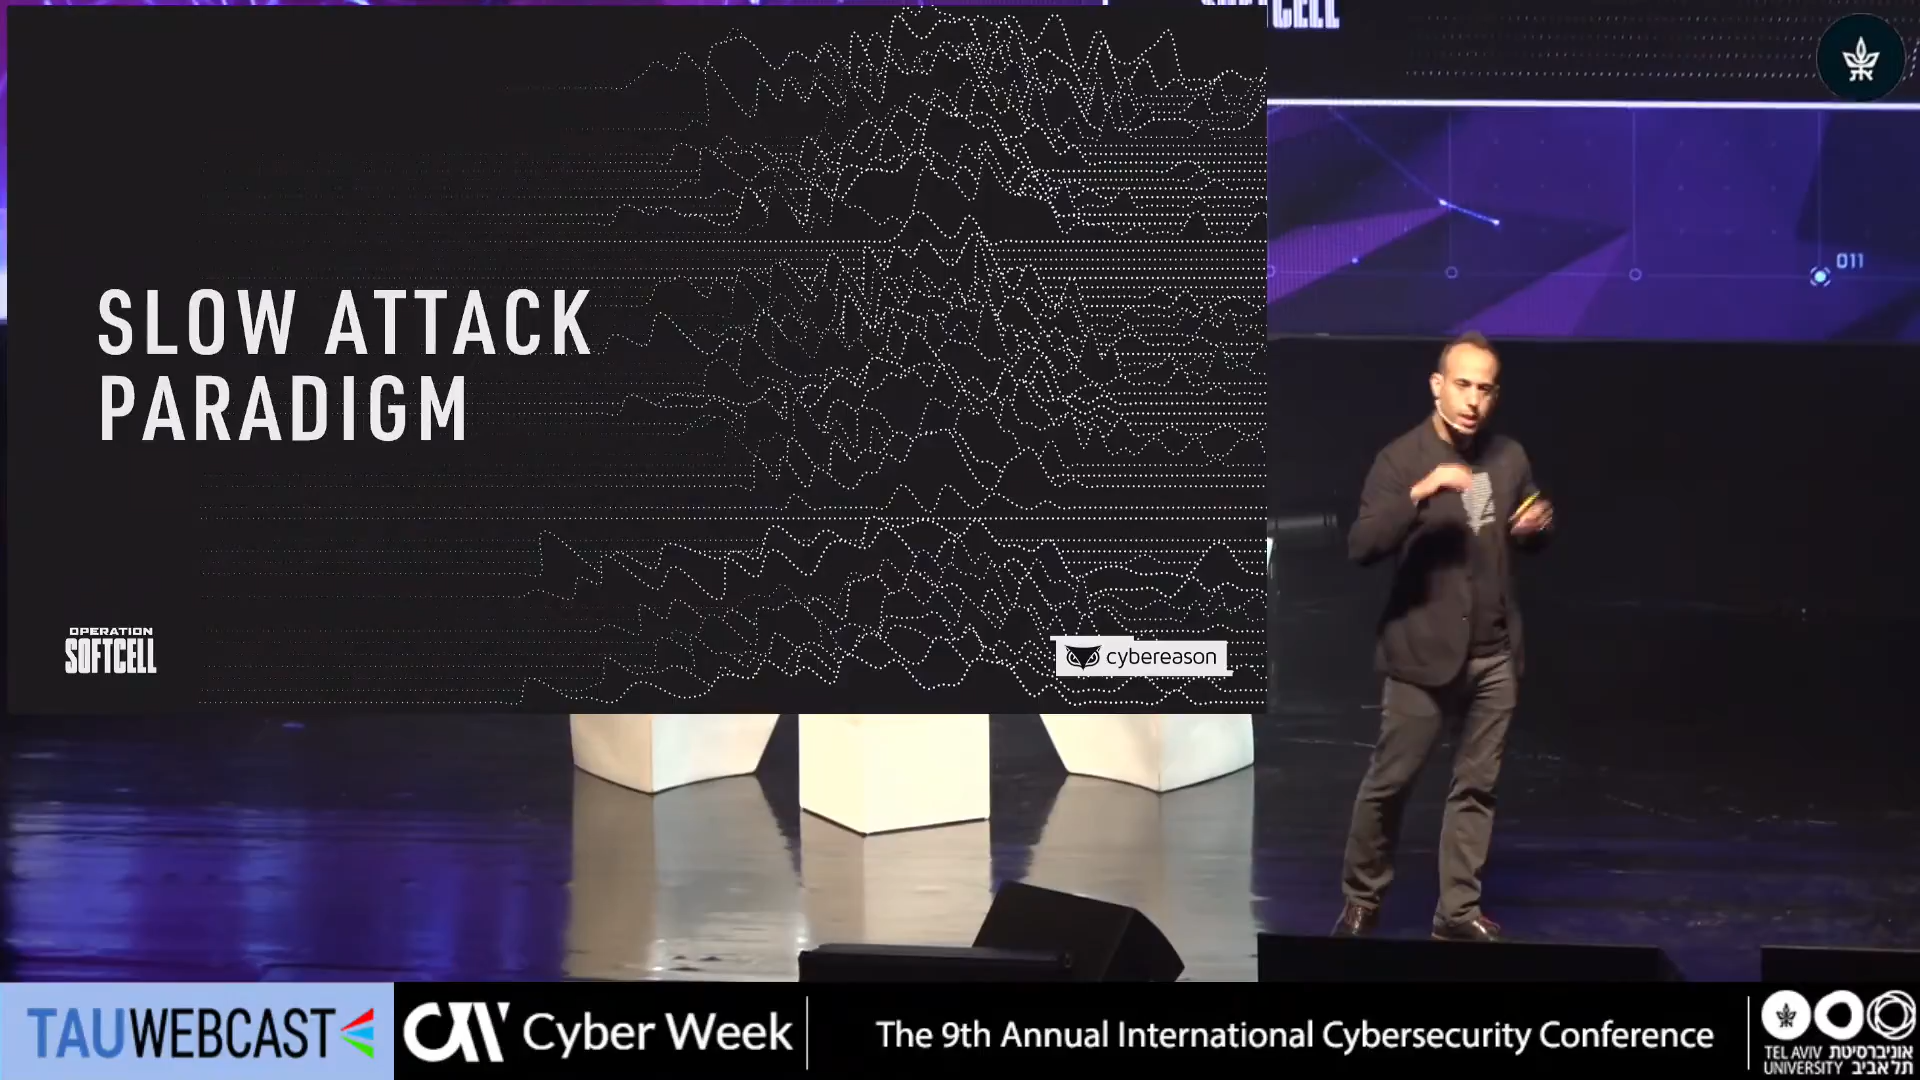 SLOW ATTACK
PARADIGM
OPERATION
SOFTCELL
cybereason
SOFTCELL
011
TAUWEBCAST
Cyber Week
The 9th Annual International Cybersecurity Conference
TEL AVIV אוניברסיטת
UNIVERSITY תל אביב